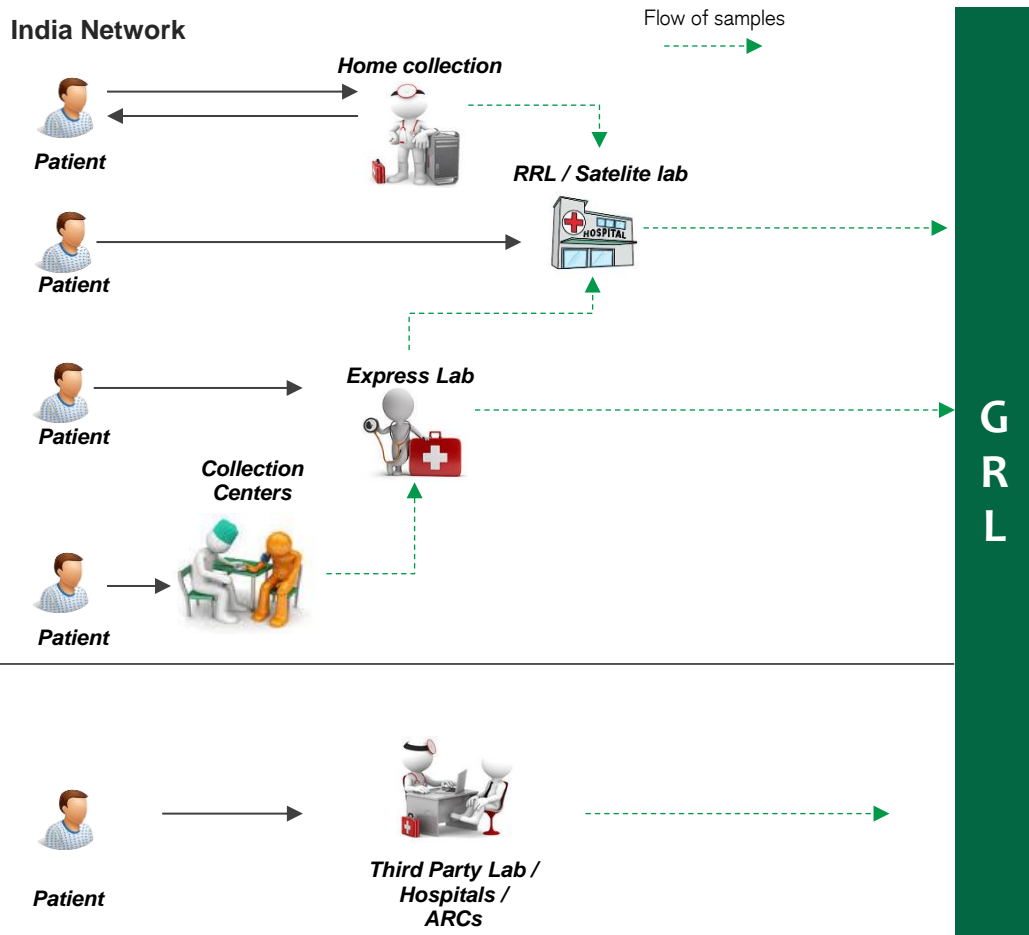 India Network
Flow of samples
Home collection
Patient
RRL / Satelite lab
HOSPITAL
Patient
Express Lab
Patient
Collection
Centers
Patient
G
R
L
Third Party Lab /
Hospitals /
ARCs
Patient